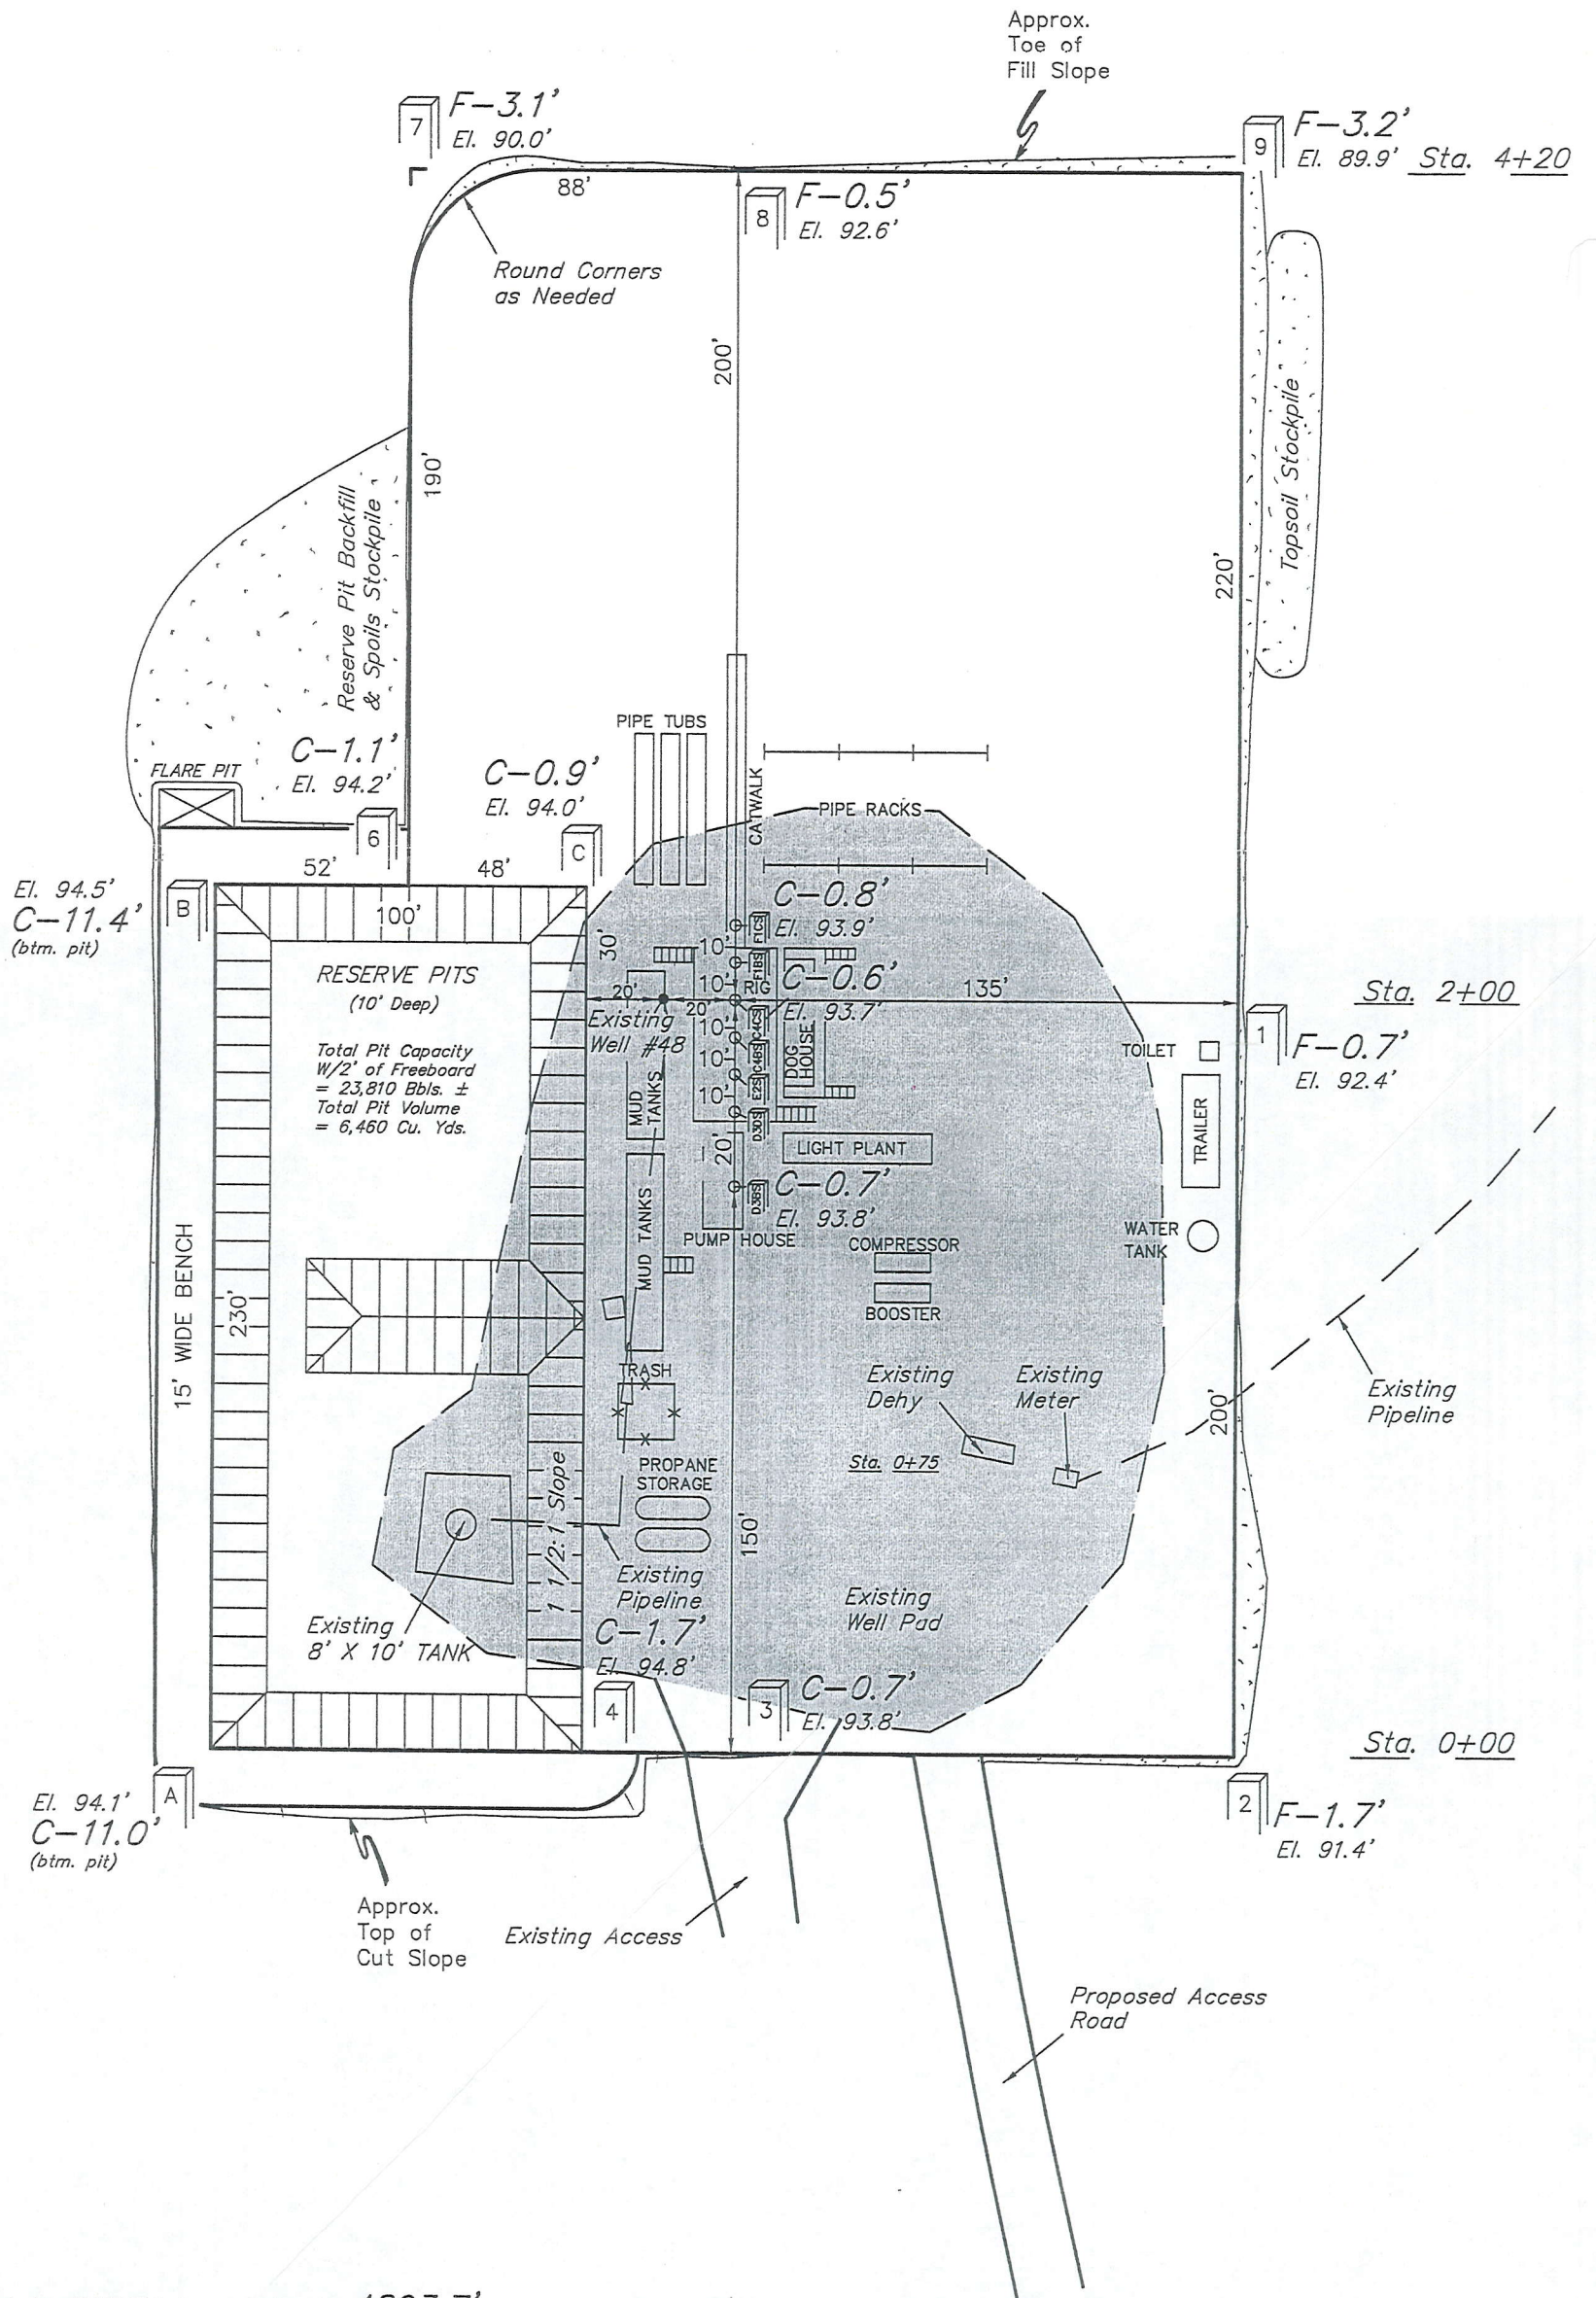 Approx.
Toe of
Fill Slope
7
F-3.1'
El. 90.0'
9
F-3.2'
El. 89.9'
Sta. 4+20
88'
8
F-0.5'
El. 92.6'
Round Corners
as Needed
200'
190'
Reserve Pit Backfill
& Spoils Stockpile
Topsoil Stockpile
220'
PIPE TUBS
CATWALK
PIPE RACKS
C-1.1'
El. 94.2'
FLARE PIT
6
C-0.9'
El. 94.0'
C
52'
48'
100'
El. 94.5'
C-11.4'
(btm. pit)
B
RESERVE PITS
(10' Deep)
Total Pit Capacity
W/2' of Freeboard
= 23,810 Bbls. ±
Total Pit Volume
= 6,460 Cu. Yds.
C-0.8'
El. 93.9'
F1CS
30'
10'
F1BS
10'
RIG
C-0.6'
El. 93.7'
20'
20'
135'
Sta. 2+00
Existing
Well #48
10'
C4CS
10'
C4BS
10'
E2S
D3DS
20'
DOG
HOUSE
MUD
TANKS
TOILET
1
F-0.7'
El. 92.4'
TRAILER
LIGHT PLANT
D3BS
C-0.7'
El. 93.8'
PUMP HOUSE
MUD TANKS
COMPRESSOR
BOOSTER
WATER
TANK
15' WIDE BENCH
230'
TRASH
Existing
Dehy
Existing
Meter
Existing
Pipeline
200'
Sta. 0+75
PROPANE
STORAGE
1 1/2:1 Slope
150'
Existing
Pipeline
Existing
Well Pad
Existing
8' X 10' TANK
C-1.7'
El. 94.8'
4
3
C-0.7'
El. 93.8'
Sta. 0+00
A
El. 94.1'
C-11.0'
(btm. pit)
2
F-1.7'
El. 91.4'
Approx.
Top of
Cut Slope
Existing Access
Proposed Access
Road